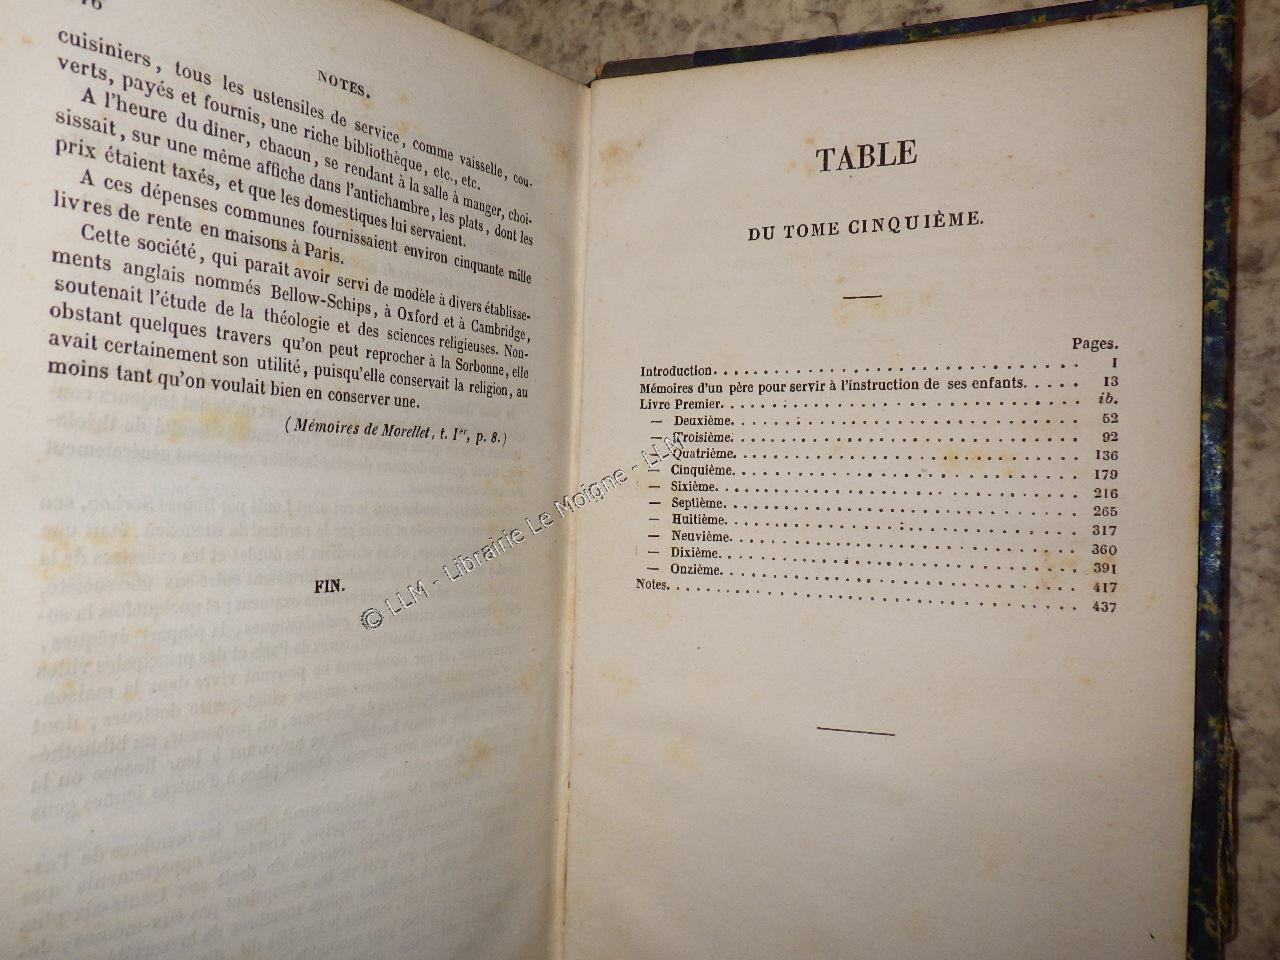 NOTES.
cuisiniers, tous les ustensiles de service, comme vaisselle, cou-
verts, payés et fournis, une riche bibliothèque, etc., etc.
A l'heure du dîner, chacun, se rendant à la salle à manger, choi-
sissait, sur une même affiche dans l'antichambre, les plats, dont les
prix étaient taxés, et que les domestiques lui servaient.
A ces dépenses communes fournissaient environ cinquante mille
livres de rente en maisons à Paris.
Cette société, qui paraît avoir servi de modèle à divers établisse-
ments anglais nommés Bellow-Schips, à Oxford et à Cambridge,
soutenait l'étude de la théologie et des sciences religieuses. Non-
obstant quelques travers qu'on peut reprocher à la Sorbonne, elle
avait certainement son utilité, puisqu'elle conservait la religion, au
moins tant qu'on voulait bien en conserver une.
(Mémoires de Morellet, t. Ier, p. 8.)
FIN.
TABLE
DU TOME CINQUIÈME.
Pages.
Introduction. . . . . . . . . . . . . . . . . . . . . . . . . . . . . . I
Mémoires d'un père pour servir à l'instruction de ses enfants. . . . . . 13
Livre Premier. . . . . . . . . . . . . . . . . . . . . . . . . . . . . ib.
— Deuxième. . . . . . . . . . . . . . . . . . . . . . . . . . . . . 52
— Troisième. . . . . . . . . . . . . . . . . . . . . . . . . . . . . 92
— Quatrième. . . . . . . . . . . . . . . . . . . . . . . . . . . . . 136
— Cinquième. . . . . . . . . . . . . . . . . . . . . . . . . . . . . 179
— Sixième. . . . . . . . . . . . . . . . . . . . . . . . . . . . . . 216
— Septième. . . . . . . . . . . . . . . . . . . . . . . . . . . . . 265
— Huitième. . . . . . . . . . . . . . . . . . . . . . . . . . . . . 317
— Neuvième. . . . . . . . . . . . . . . . . . . . . . . . . . . . . 360
— Dixième. . . . . . . . . . . . . . . . . . . . . . . . . . . . . . 391
— Onzième. . . . . . . . . . . . . . . . . . . . . . . . . . . . . . 417
Notes. . . . . . . . . . . . . . . . . . . . . . . . . . . . . . . . . 437
© LLM - Librairie Le Moigne - LLM